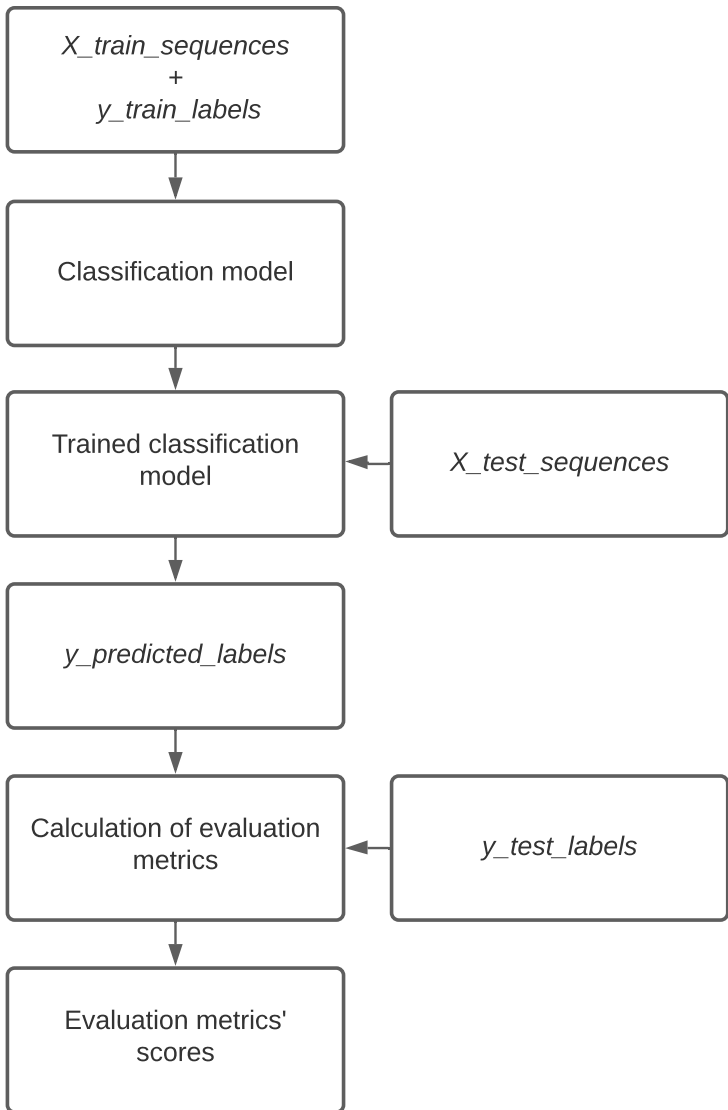 X_train_sequences
+
y_train_labels
Classification model
Trained classification
model
X_test_sequences
y_predicted_labels
Calculation of evaluation
metrics
y_test_labels
Evaluation metrics'
scores